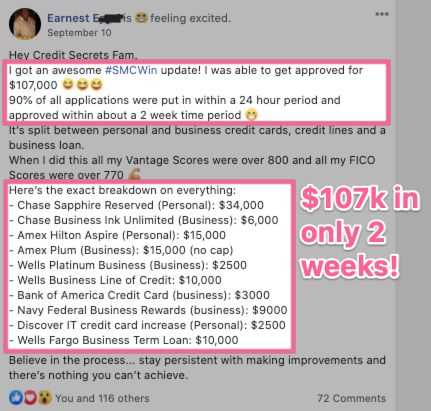 Earnest is 😁 feeling excited.
September 10
Hey Credit Secrets Fam,
I got an awesome #SMCWin update! I was able to get approved for
$107,000 😂😂😂
90% of all applications were put in within a 24 hour period and
approved within about a 2 week time period 😁
It's split between personal and business credit cards, credit lines and a
business loan.
When I did this all my Vantage Scores were over 800 and all my FICO
Scores were over 770 💪🏼
Here's the exact breakdown on everything:
- Chase Sapphire Reserved (Personal): $34,000
- Chase Business Ink Unlimited (Business): $6,000
- Amex Hilton Aspire (Personal): $15,000
- Amex Plum (Business): $15,000 (no cap)
- Wells Platinum Business (Business): $2500
- Wells Business Line of Credit: $10,000
- Bank of America Credit Card (business): $3000
- Navy Federal Business Rewards (business): $9000
- Discover IT credit card increase (Personal): $2500
- Wells Fargo Business Term Loan: $10,000
$107k in
only 2
weeks!
Believe in the process... stay persistent with making improvements and
there's nothing you can't achieve.
You and 116 others
72 Comments